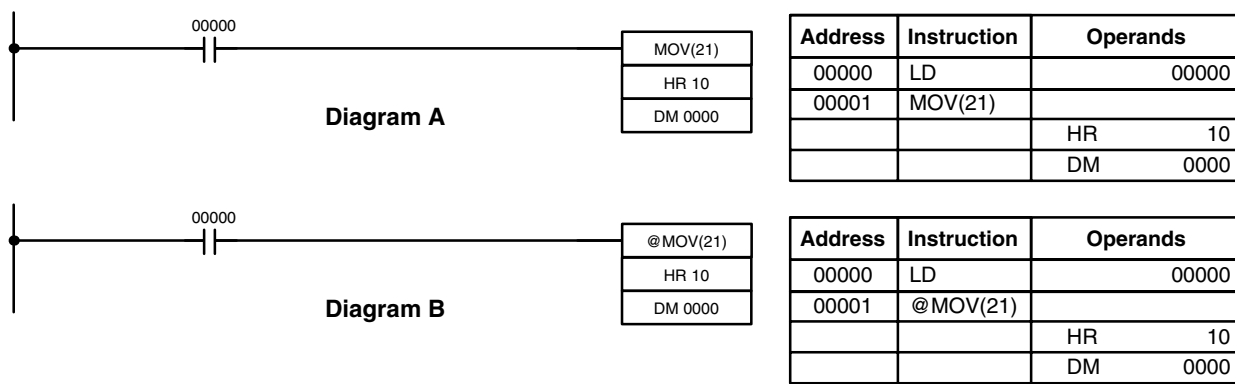 00000
MOV(21)
HR 10
DM 0000
Diagram A
Address Instruction Operands
00000 LD 00000
00001 MOV(21)
HR 10
DM 0000
00000
@MOV(21)
HR 10
DM 0000
Diagram B
Address Instruction Operands
00000 LD 00000
00001 @MOV(21)
HR 10
DM 0000